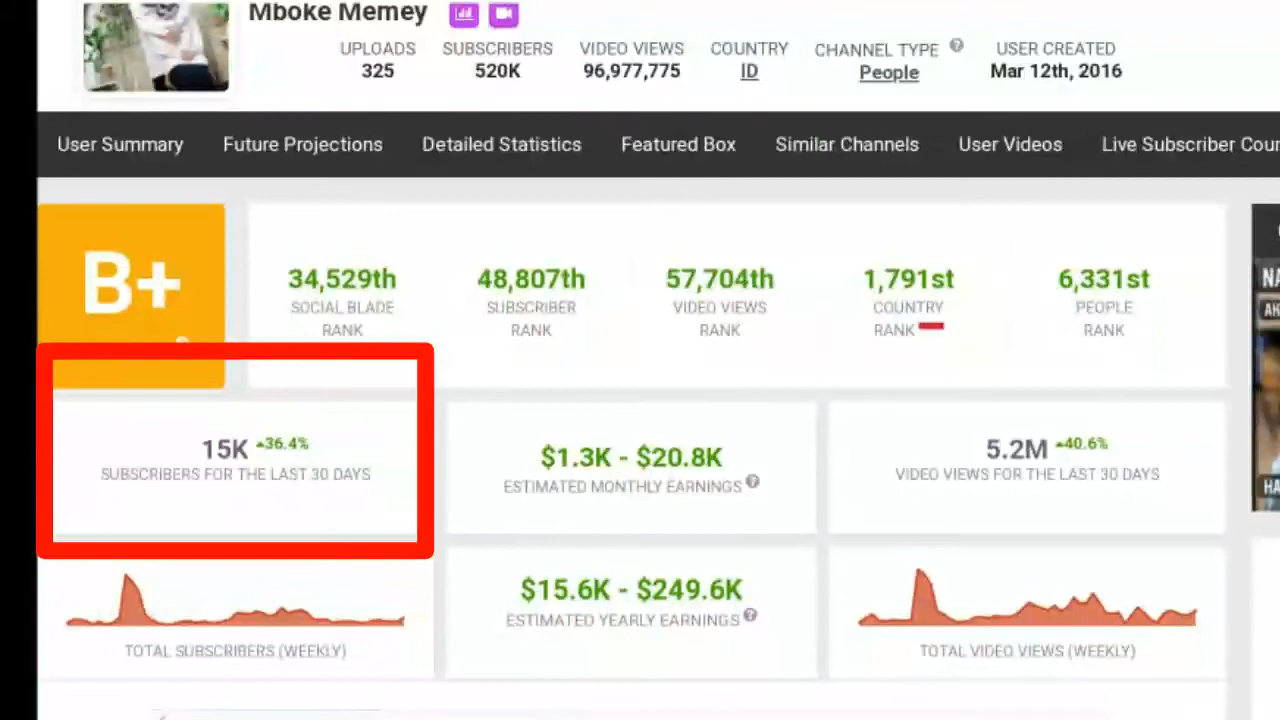 Mboke Memey
UPLOADS
325
SUBSCRIBERS
520K
VIDEO VIEWS
96,977,775
COUNTRY
ID
CHANNEL TYPE
People
USER CREATED
Mar 12th, 2016
User Summary
Future Projections
Detailed Statistics
Featured Box
Similar Channels
User Videos
Live Subscriber
B+
34,529th
SOCIAL BLADE
RANK
48,807th
SUBSCRIBER
RANK
57,704th
VIDEO VIEWS
RANK
1,791st
COUNTRY
RANK
6,331st
PEOPLE
RANK
15K 36.4%
SUBSCRIBERS FOR THE LAST 30 DAYS
$1.3K - $20.8K
ESTIMATED MONTHLY EARNINGS
5.2M 40.6%
VIDEO VIEWS FOR THE LAST 30 DAYS
TOTAL SUBSCRIBERS (WEEKLY)
$15.6K - $249.6K
ESTIMATED YEARLY EARNINGS
TOTAL VIDEO VIEWS (WEEKLY)